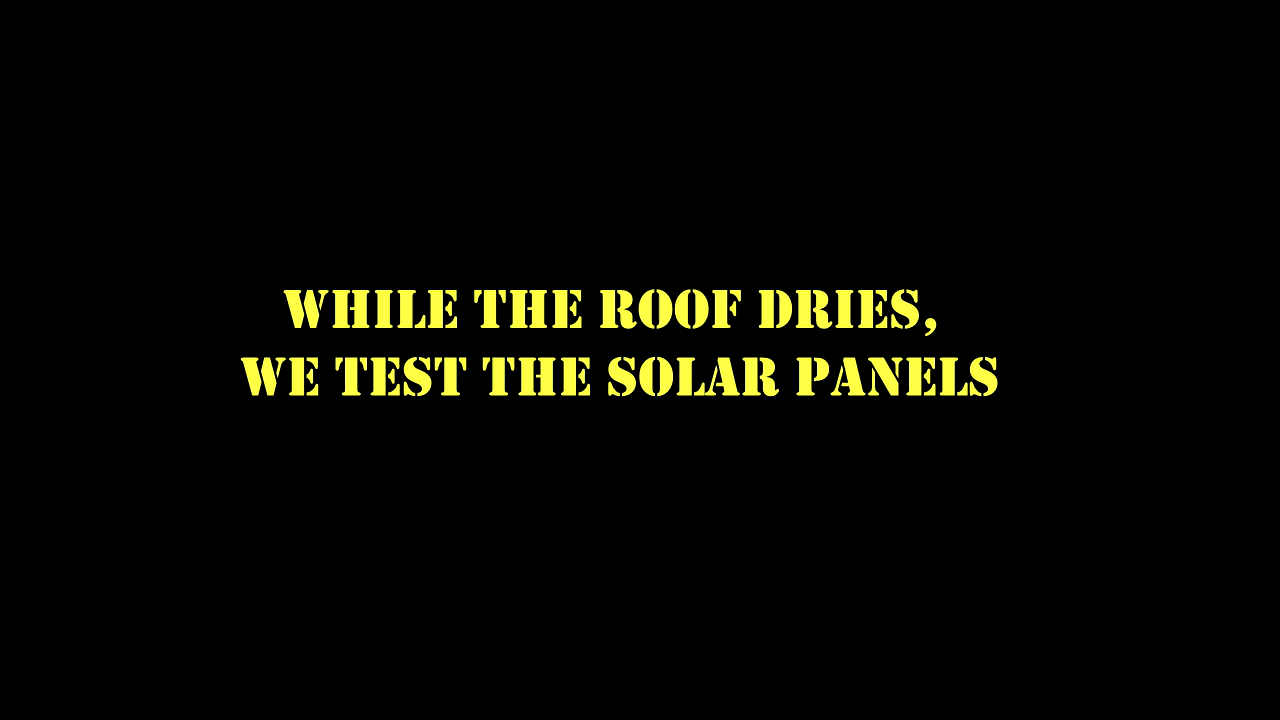 WHILE THE ROOF DRIES,
WE TEST THE SOLAR PANELS